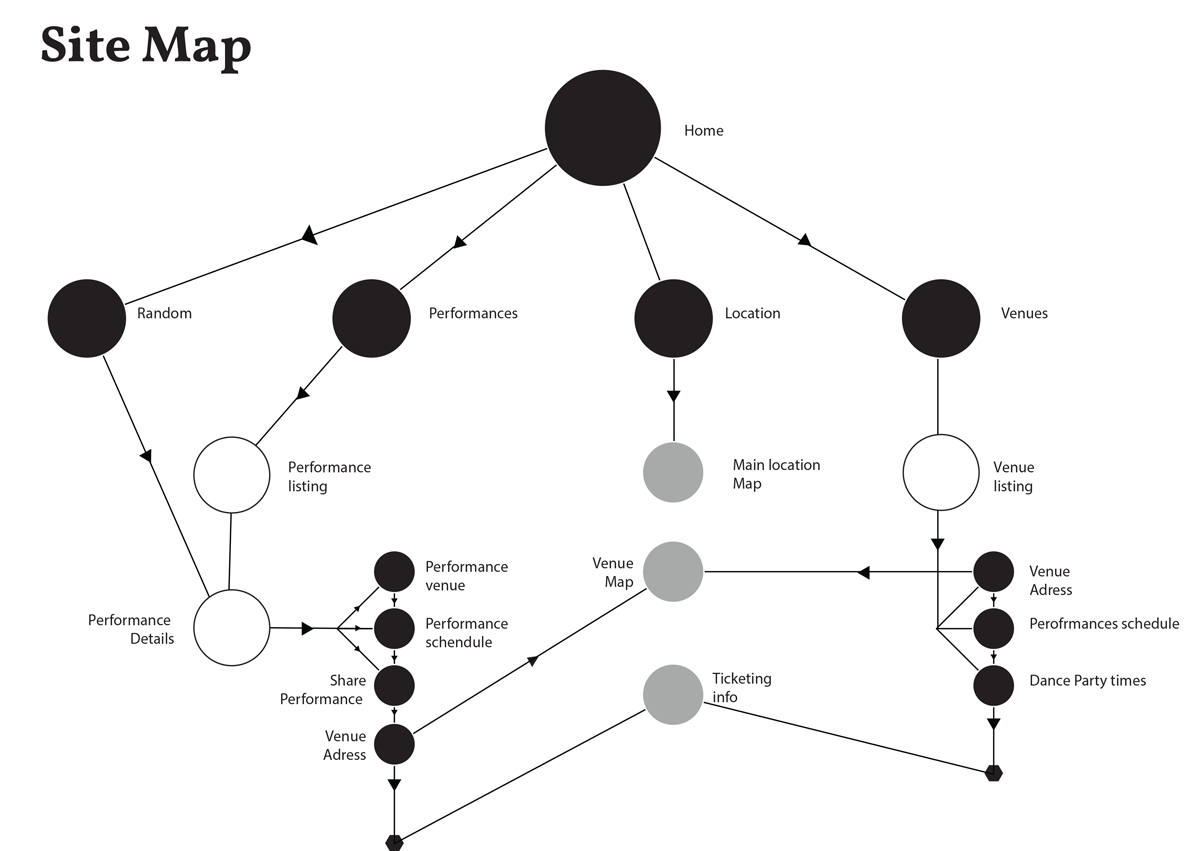 Site Map
Home
Random
Performances
Location
Venues
Performance
listing
Main location
Map
Venue
listing
Performance
venue
Venue
Map
Venue
Adress
Performance
Details
Performance
schendule
Perofrmances schedule
Share
Performance
Ticketing
info
Dance Party times
Venue
Adress